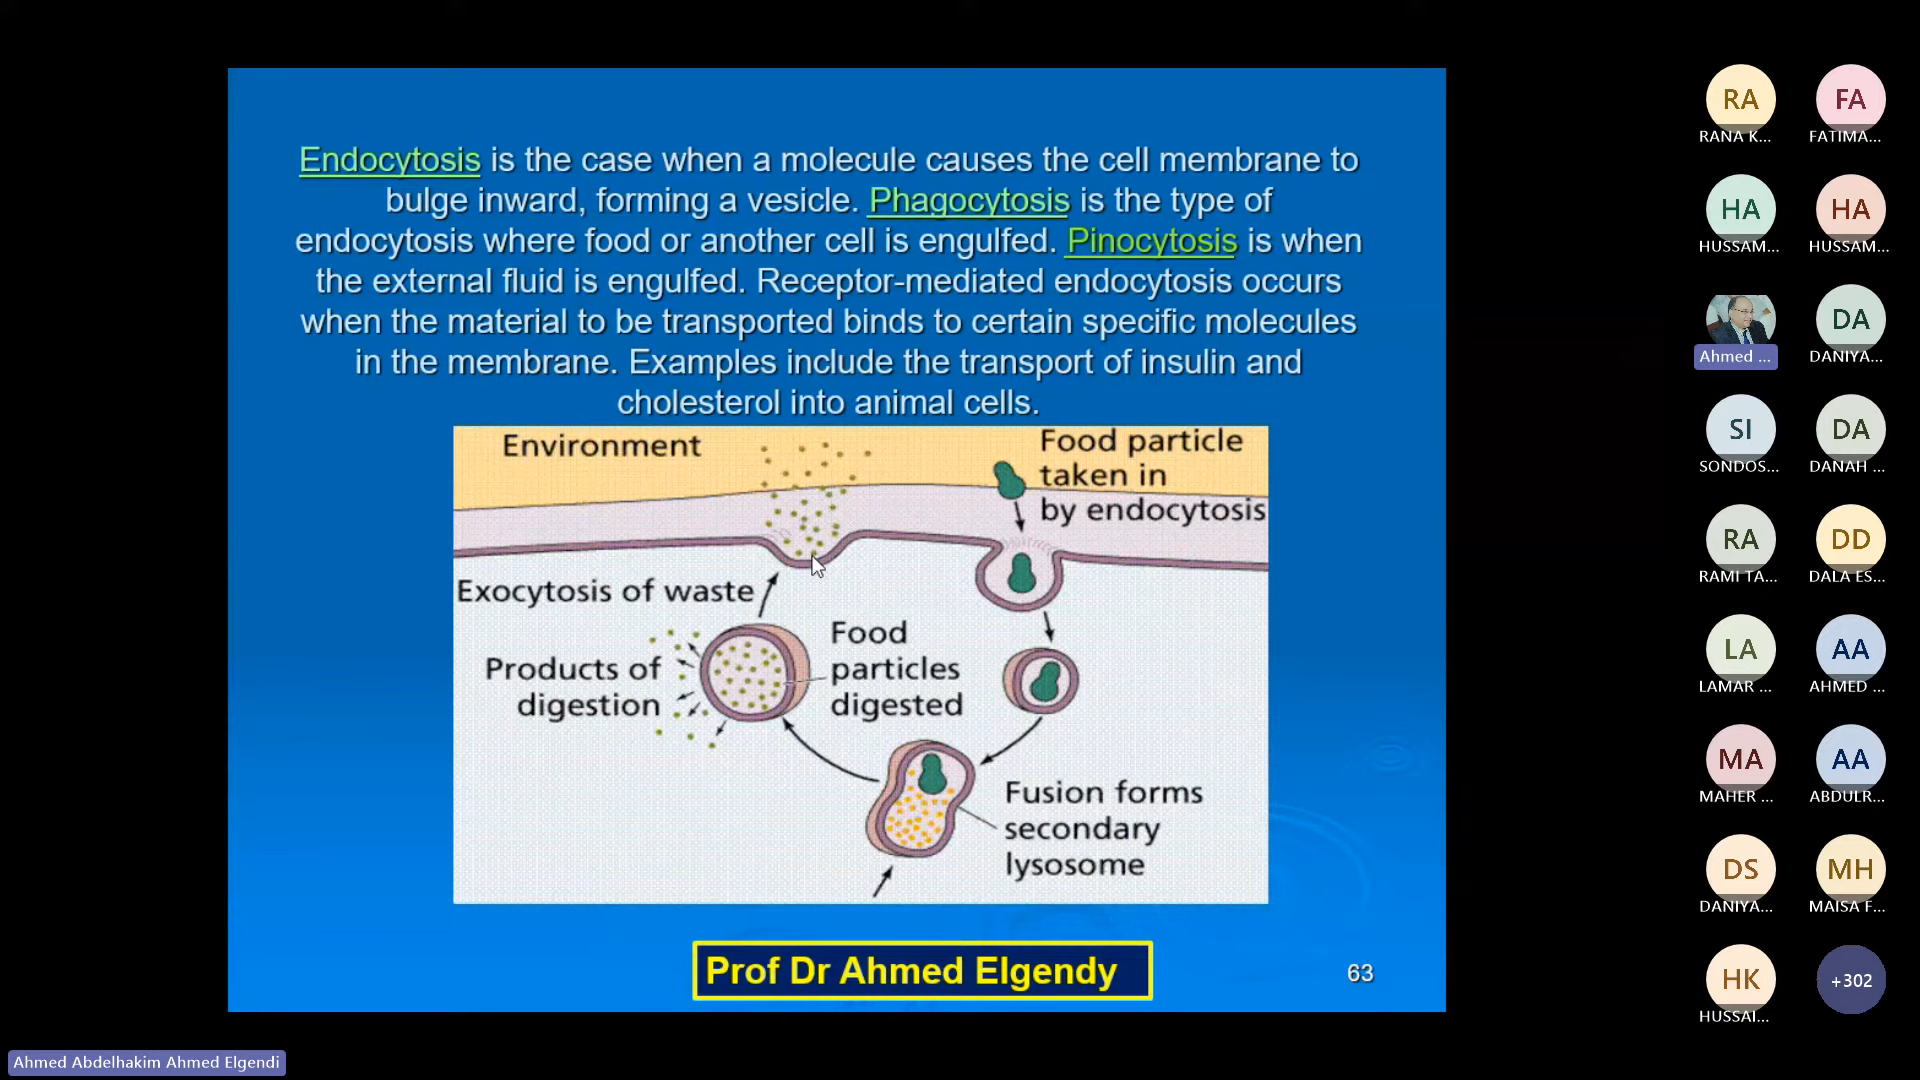 Endocytosis is the case when a molecule causes the cell membrane to
bulge inward, forming a vesicle. Phagocytosis is the type of
endocytosis where food or another cell is engulfed. Pinocytosis is when
the external fluid is engulfed. Receptor-mediated endocytosis occurs
when the material to be transported binds to certain specific molecules
in the membrane. Examples include the transport of insulin and
cholesterol into animal cells.
Environment
Food particle
taken in
by endocytosis
Exocytosis of waste
Products of
digestion
Food
particles
digested
Fusion forms
secondary
lysosome
Prof Dr Ahmed Elgendy
63
RA
RANA K...
FA
FATIMA...
HA
HUSSAM...
HA
HUSSAM...
Ahmed ...
DA
DANIYA...
SI
SONDOS...
DA
DANAH ...
RA
RAMI TA...
DD
DALA ES...
LA
LAMAR ...
AA
AHMED ...
MA
MAHER ...
AA
ABDULR...
DS
DANIYA...
MH
MAISA F...
HK
HUSSAI...
+302
Ahmed Abdelhakim Ahmed Elgendi